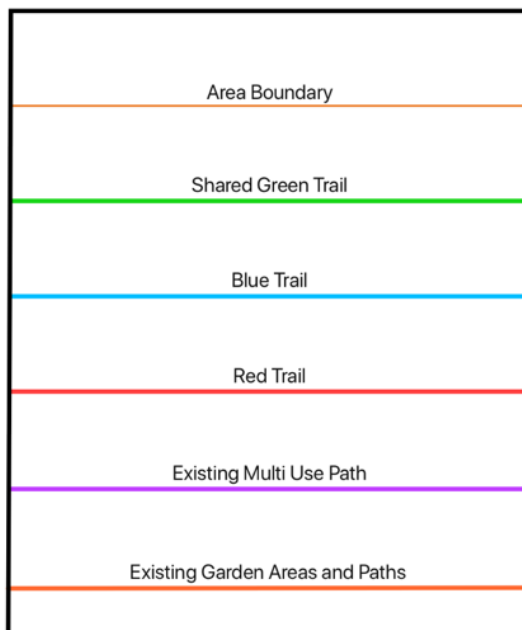 Area Boundary
Shared Green Trail
Blue Trail
Red Trail
Existing Multi Use Path
Existing Garden Areas and Paths